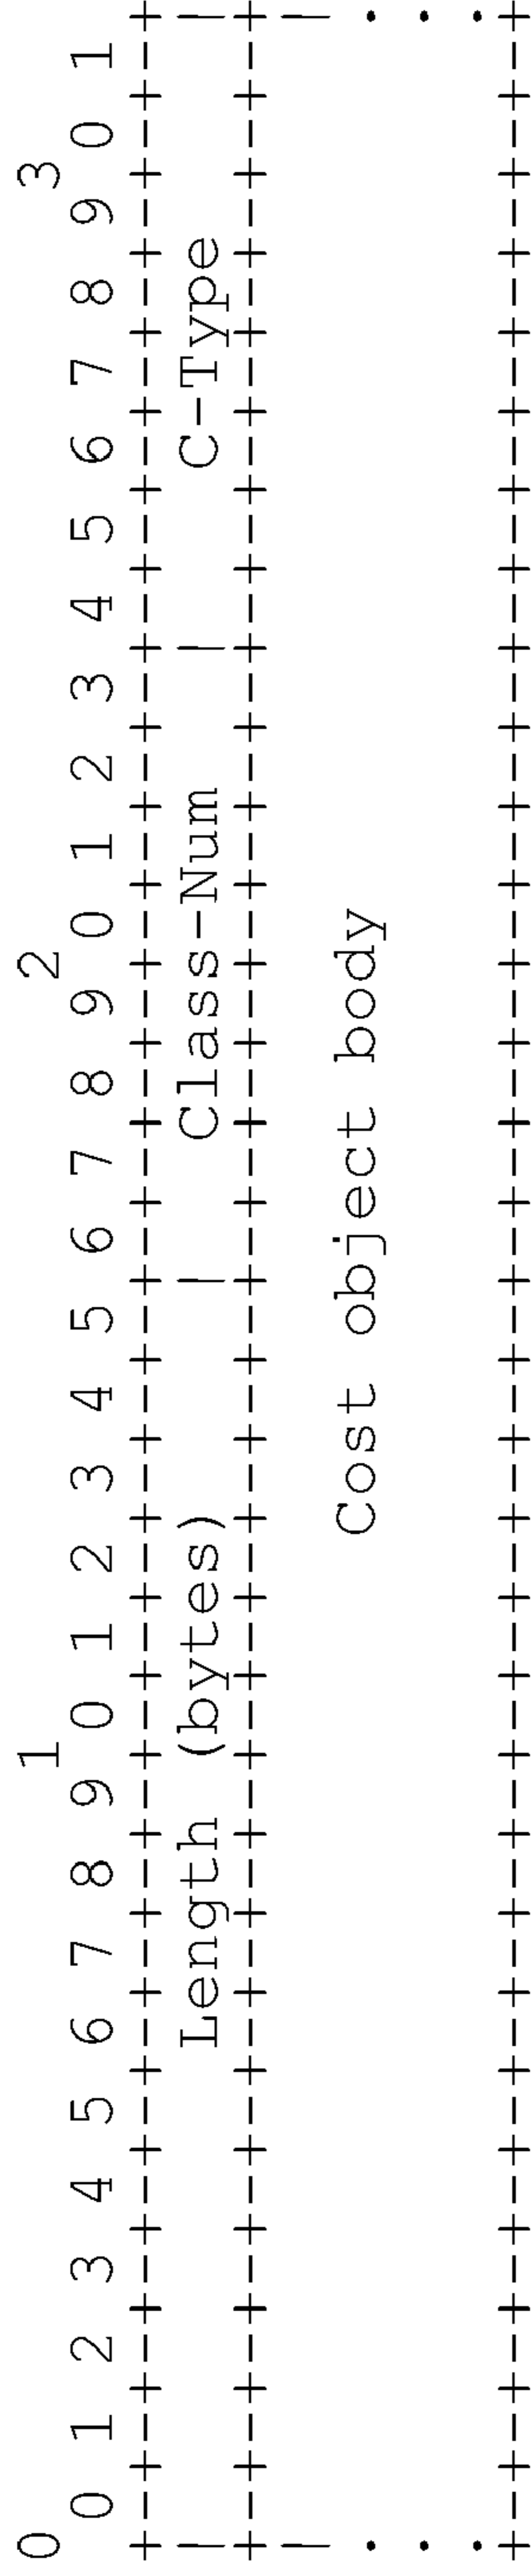 0                   1                   2                   3
 0 1 2 3 4 5 6 7 8 9 0 1 2 3 4 5 6 7 8 9 0 1 2 3 4 5 6 7 8 9 0 1
+-+-+-+-+-+-+-+-+-+-+-+-+-+-+-+-+-+-+-+-+-+-+-+-+-+-+-+-+-+-+-+-+
|            Length (bytes)     |   Class-Num   |    C-Type     |
+-+-+-+-+-+-+-+-+-+-+-+-+-+-+-+-+-+-+-+-+-+-+-+-+-+-+-+-+-+-+-+-+
|                                                               |
.                         Cost object body                      .
.                                                               .
.                                                               .
+-+-+-+-+-+-+-+-+-+-+-+-+-+-+-+-+-+-+-+-+-+-+-+-+-+-+-+-+-+-+-+-+